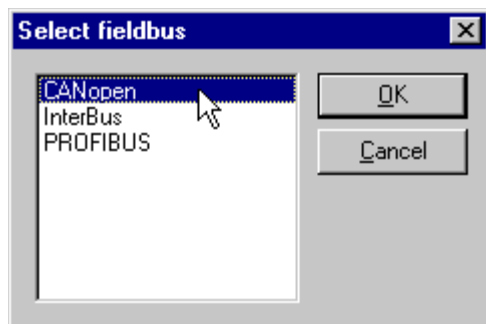 Select fieldbus
CANopen
InterBus
PROFIBUS
OK
Cancel